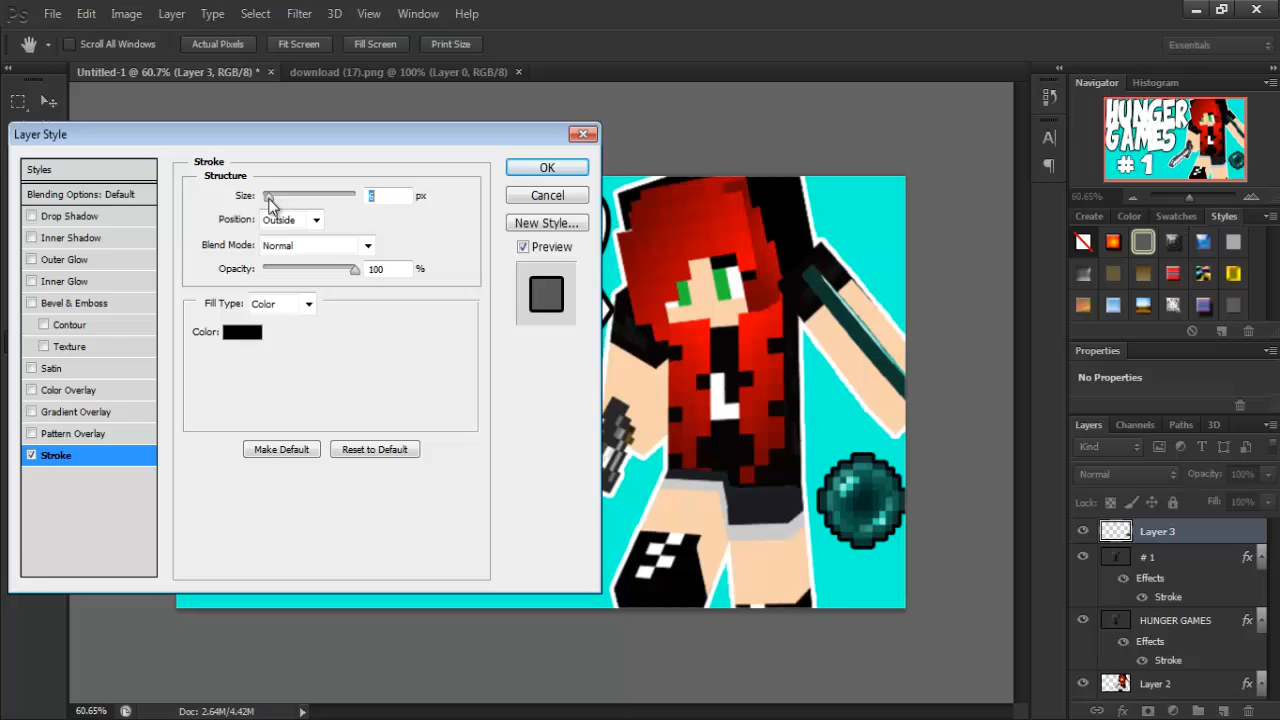 Ps File Edit Image Layer Type Select Filter 3D View Window Help
Scroll All Windows Actual Pixels Fit Screen Fill Screen Print Size Essentials
Untitled-1 @ 60.7% (Layer 3, RGB/8) * × download (17).png @ 100% (Layer 0, RGB/8) ×
Navigator Histogram
HUNGER
GAMES
# 1
60.65%
Create Color Swatches Styles
Properties
No Properties
Layers Channels Paths 3D
Kind
Normal Opacity: 100%
Lock: Fill: 100%
Layer 3
# 1 fx
Effects
Stroke
HUNGER GAMES fx
Effects
Stroke
Layer 2 fx
Layer Style
Styles
Blending Options: Default
Drop Shadow
Inner Shadow
Outer Glow
Inner Glow
Bevel & Emboss
Contour
Texture
Satin
Color Overlay
Gradient Overlay
Pattern Overlay
Stroke
Stroke
Structure
Size: 6 px
Position: Outside
Blend Mode: Normal
Opacity: 100 %
Fill Type: Color
Color:
Make Default Reset to Default
OK
Cancel
New Style...
Preview
60.65% Doc: 2.64M/4.42M